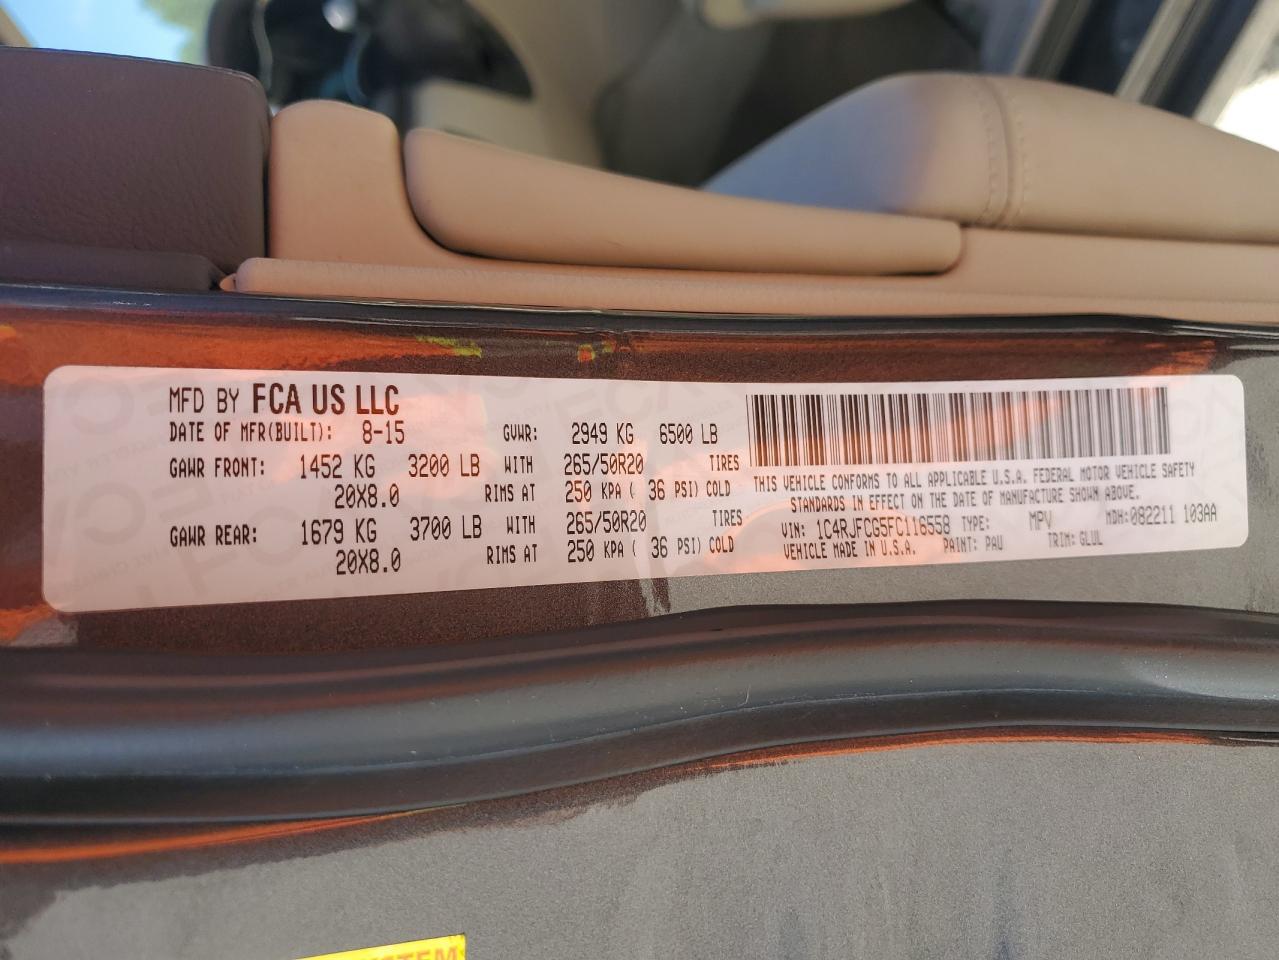 MFD BY FCA US LLC
DATE OF MFR(BUILT): 8-15 GVWR: 2949 KG 6500 LB
GAWR FRONT: 1452 KG 3200 LB WITH 265/50R20 TIRES
20X8.0 RIMS AT 250 KPA ( 36 PSI) COLD
GAWR REAR: 1679 KG 3700 LB WITH 265/50R20 TIRES
20X8.0 RIMS AT 250 KPA ( 36 PSI) COLD
THIS VEHICLE CONFORMS TO ALL APPLICABLE U.S.A. FEDERAL MOTOR VEHICLE SAFETY
STANDARDS IN EFFECT ON THE DATE OF MANUFACTURE SHOWN ABOVE.
VIN: 1C4RJFCG5FC116558 TYPE: MPV MDH:082211 103AA
VEHICLE MADE IN U.S.A. PAINT: PAU TRIM: GLUL